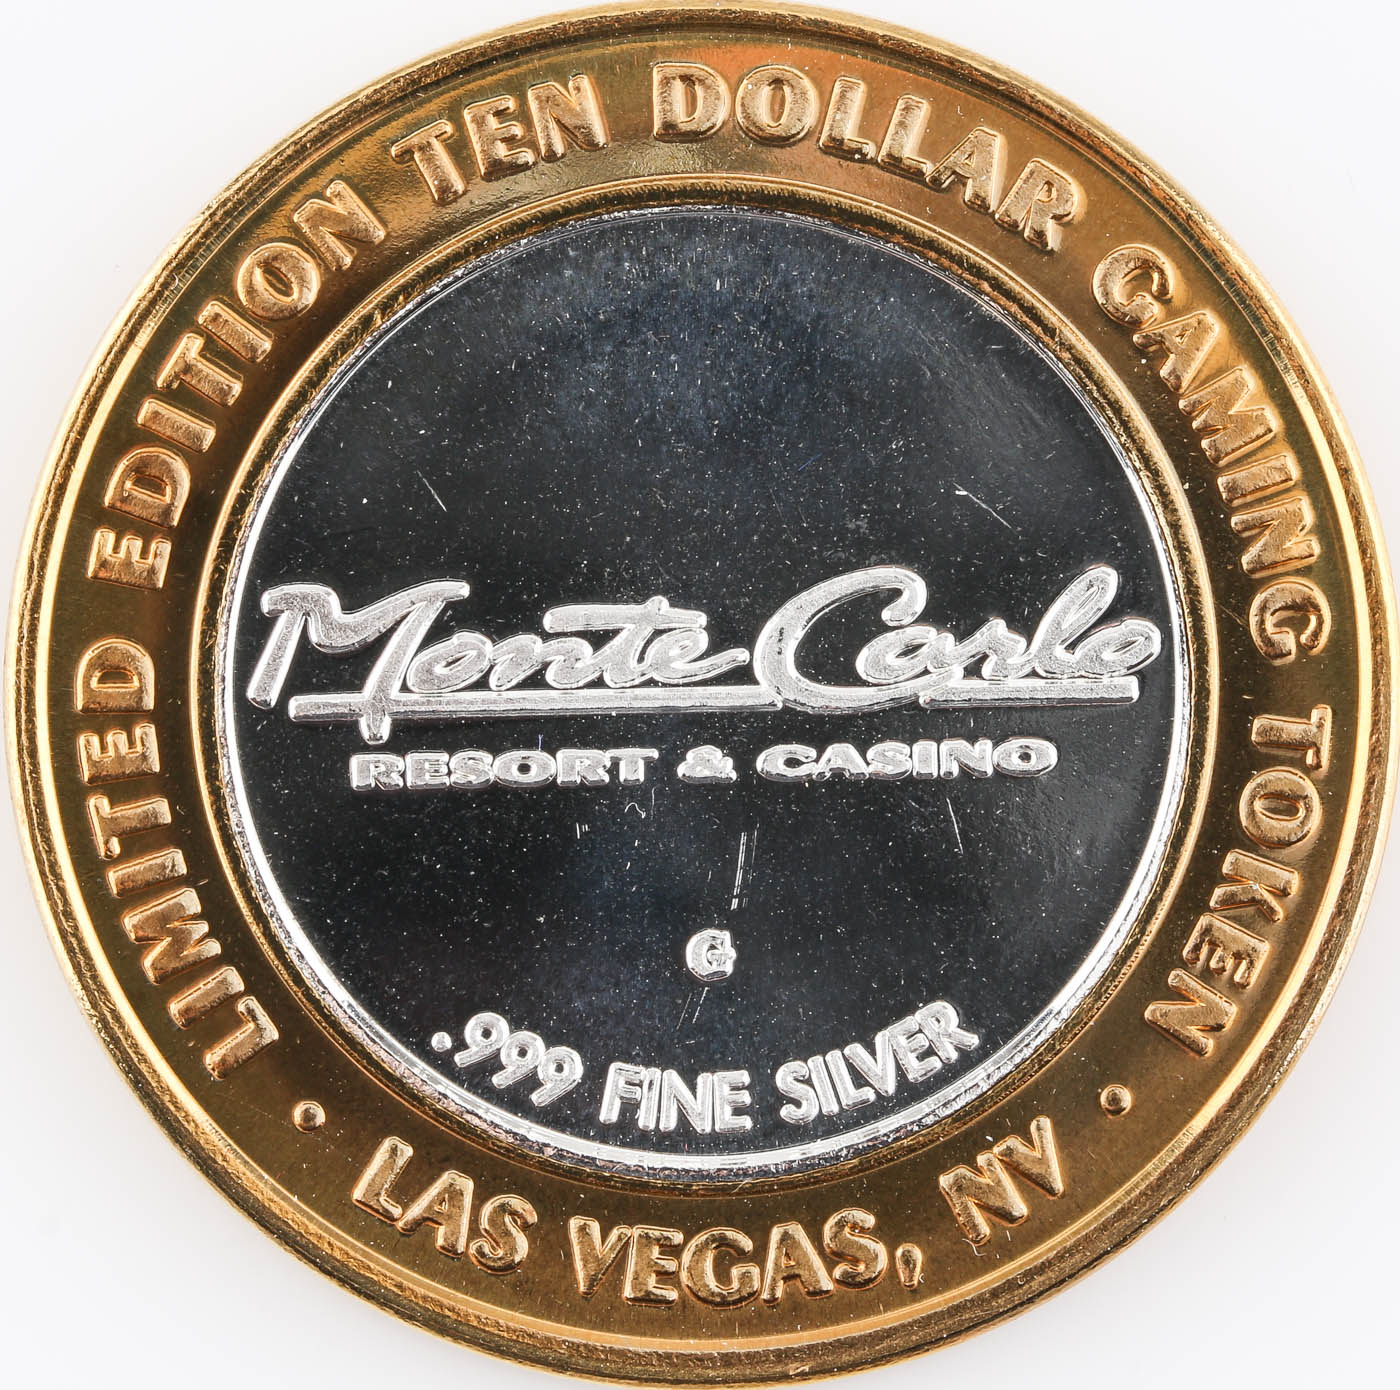 LIMITED EDITION TEN DOLLAR GAMING TOKEN
Monte Carlo
RESORT & CASINO
G
.999 FINE SILVER
• LAS VEGAS, NV •